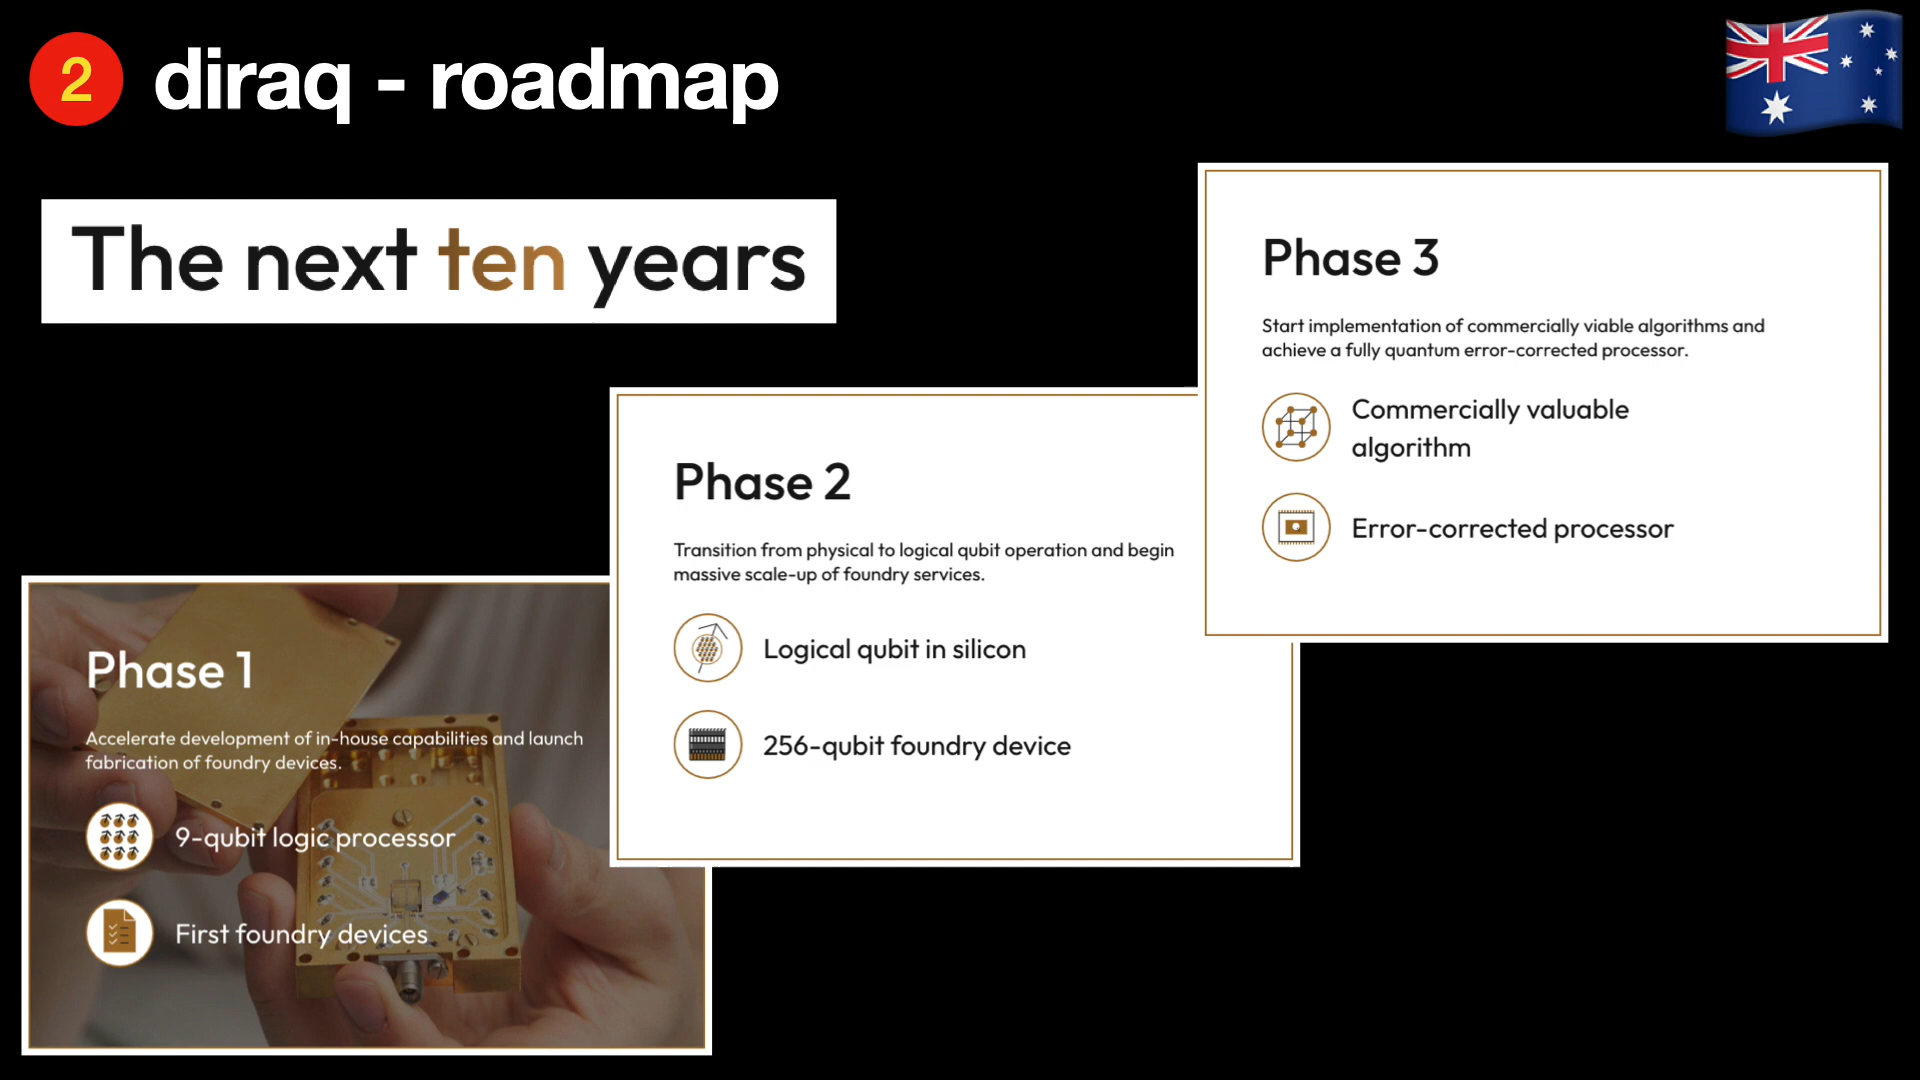 2
diraq - roadmap
The next ten years
Phase 1
Accelerate development of in-house capabilities and launch
fabrication of foundry devices.
9-qubit logic processor
First foundry devices
Phase 2
Transition from physical to logical qubit operation and begin
massive scale-up of foundry services.
Logical qubit in silicon
256-qubit foundry device
Phase 3
Start implementation of commercially viable algorithms and
achieve a fully quantum error-corrected processor.
Commercially valuable
algorithm
Error-corrected processor